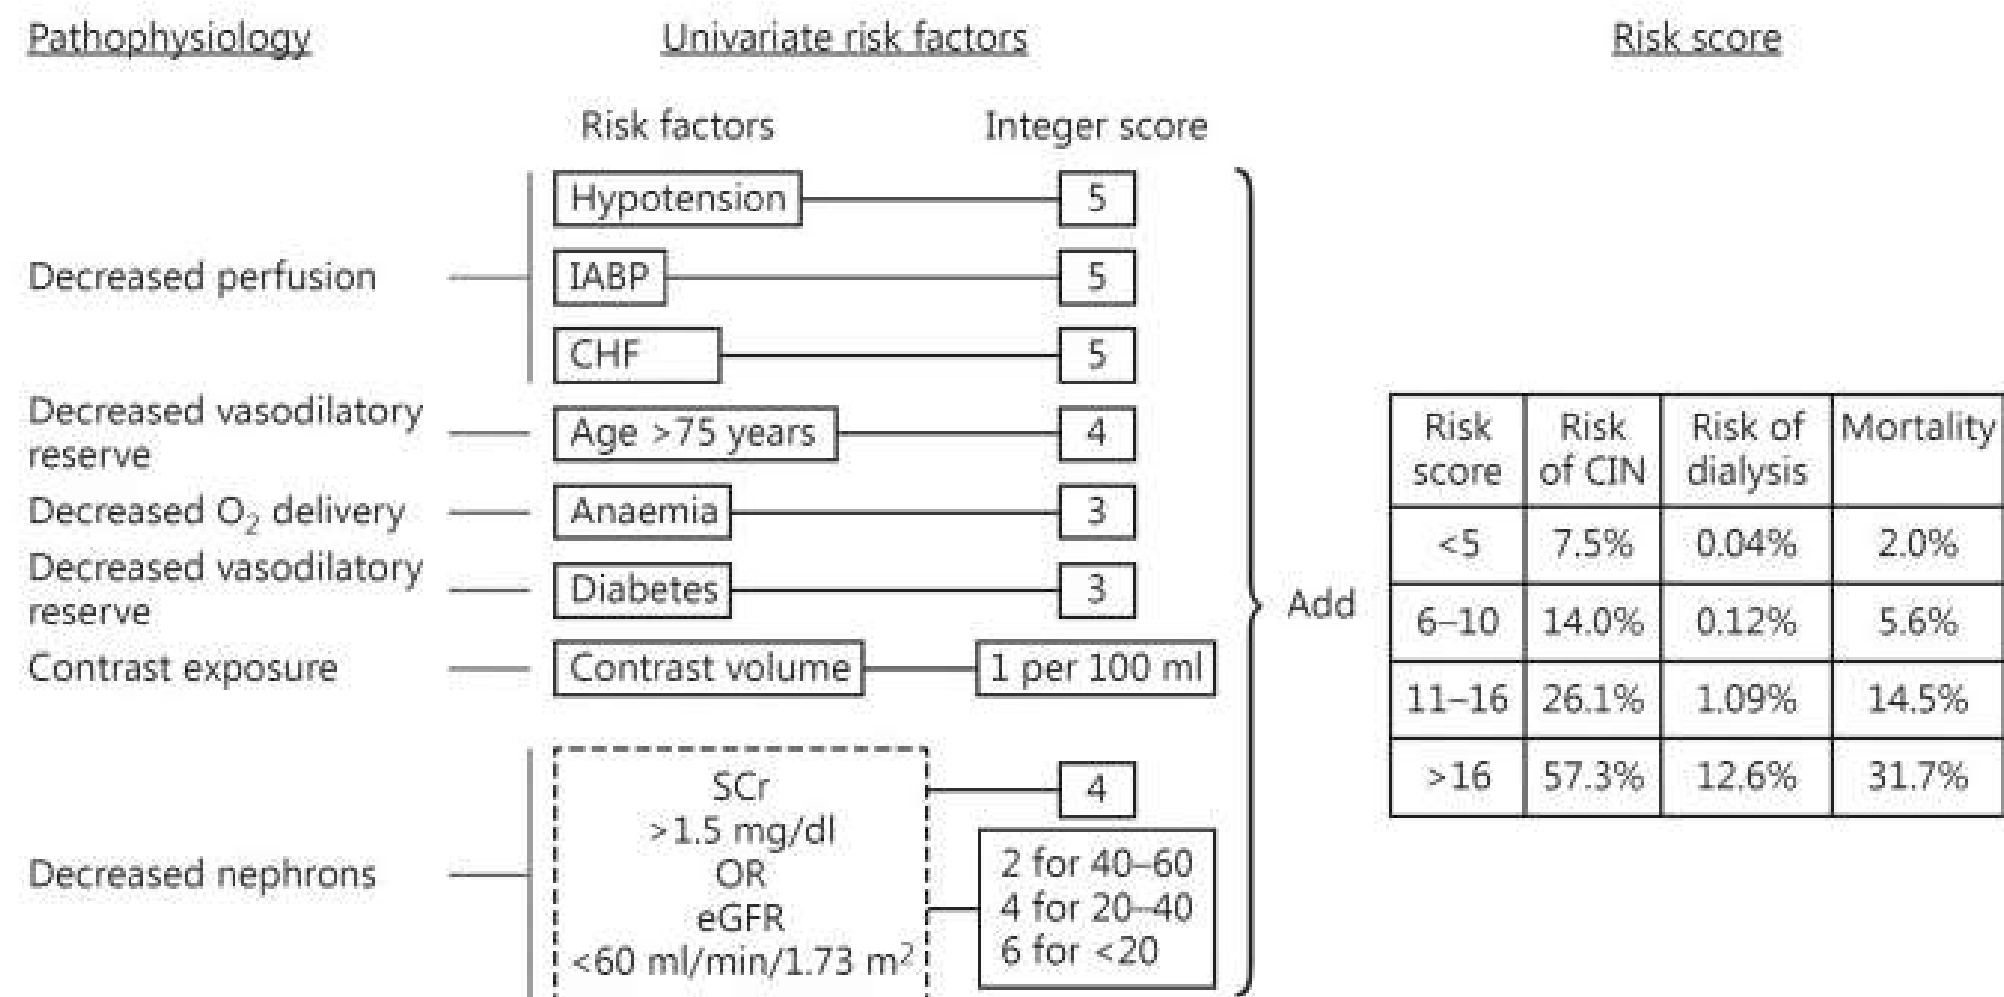 Pathophysiology
Univariate risk factors
Risk score
Risk factors
Integer score
Hypotension
5
Decreased perfusion
IABP
5
CHF
5
Decreased vasodilatory
reserve
Age >75 years
4
Decreased O₂ delivery
Anaemia
3
Decreased vasodilatory
reserve
Diabetes
3
Contrast exposure
Contrast volume
1 per 100 ml
Decreased nephrons
SCr
>1.5 mg/dl
OR
eGFR
<60 ml/min/1.73 m²
4
2 for 40–60
4 for 20–40
6 for <20
Add
Risk
score
Risk
of CIN
Risk of
dialysis
Mortality
<5 7.5% 0.04% 2.0%
6–10 14.0% 0.12% 5.6%
11–16 26.1% 1.09% 14.5%
>16 57.3% 12.6% 31.7%